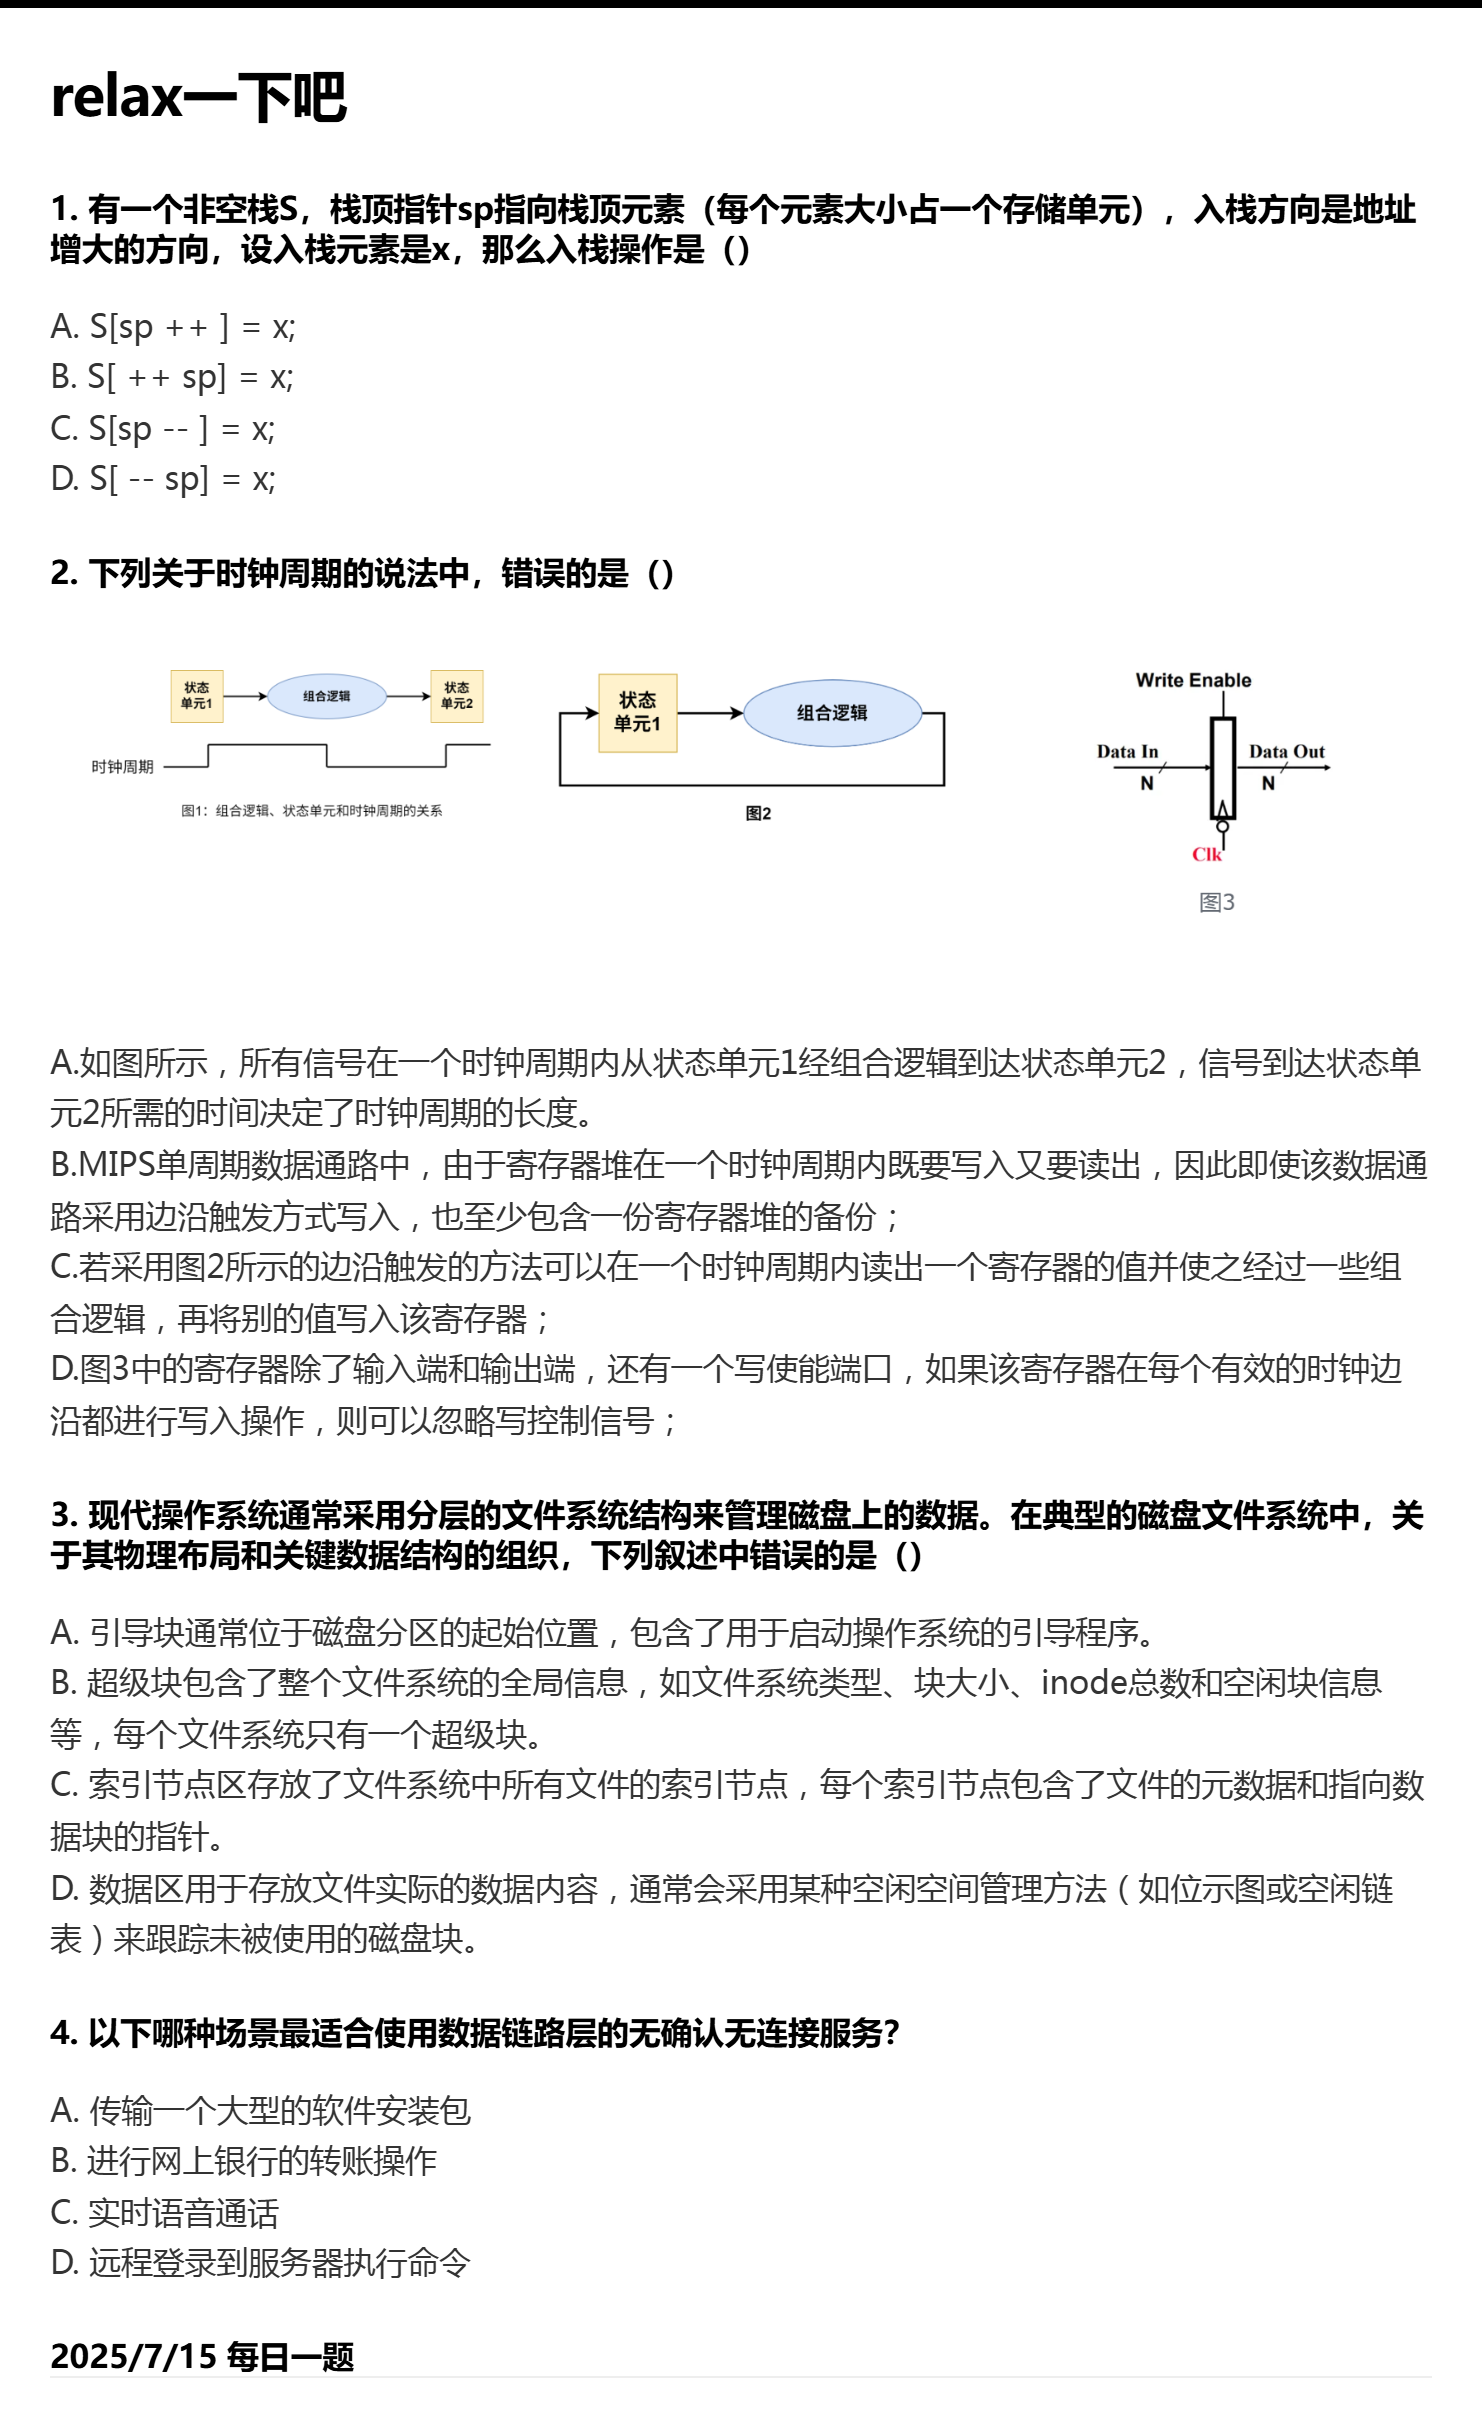 relax一下吧
1. 有一个非空栈S，栈顶指针sp指向栈顶元素（每个元素大小占一个存储单元），入栈方向是地址
增大的方向，设入栈元素是x，那么入栈操作是（）
A. S[sp ++ ] = x;
B. S[ ++ sp] = x;
C. S[sp -- ] = x;
D. S[ -- sp] = x;
2. 下列关于时钟周期的说法中，错误的是（）
状态
单元1
组合逻辑
状态
单元2
时钟周期
图1：组合逻辑、状态单元和时钟周期的关系
状态
单元1
组合逻辑
图2
Write Enable
Data In
Data Out
N
N
Clk
图3
A.如图所示，所有信号在一个时钟周期内从状态单元1经组合逻辑到达状态单元2，信号到达状态单
元2所需的时间决定了时钟周期的长度。
B.MIPS单周期数据通路中，由于寄存器堆在一个时钟周期内既要写入又要读出，因此即使该数据通
路采用边沿触发方式写入，也至少包含一份寄存器堆的备份；
C.若采用图2所示的边沿触发的方法可以在一个时钟周期内读出一个寄存器的值并使之经过一些组
合逻辑，再将别的值写入该寄存器；
D.图3中的寄存器除了输入端和输出端，还有一个写使能端口，如果该寄存器在每个有效的时钟边
沿都进行写入操作，则可以忽略写控制信号；
3. 现代操作系统通常采用分层的文件系统结构来管理磁盘上的数据。在典型的磁盘文件系统中，关
于其物理布局和关键数据结构的组织，下列叙述中错误的是（）
A. 引导块通常位于磁盘分区的起始位置，包含了用于启动操作系统的引导程序。
B. 超级块包含了整个文件系统的全局信息，如文件系统类型、块大小、inode总数和空闲块信息
等，每个文件系统只有一个超级块。
C. 索引节点区存放了文件系统中所有文件的索引节点，每个索引节点包含了文件的元数据和指向数
据块的指针。
D. 数据区用于存放文件实际的数据内容，通常会采用某种空闲空间管理方法（如位示图或空闲链
表）来跟踪未被使用的磁盘块。
4. 以下哪种场景最适合使用数据链路层的无确认无连接服务？
A. 传输一个大型的软件安装包
B. 进行网上银行的转账操作
C. 实时语音通话
D. 远程登录到服务器执行命令
2025/7/15 每日一题